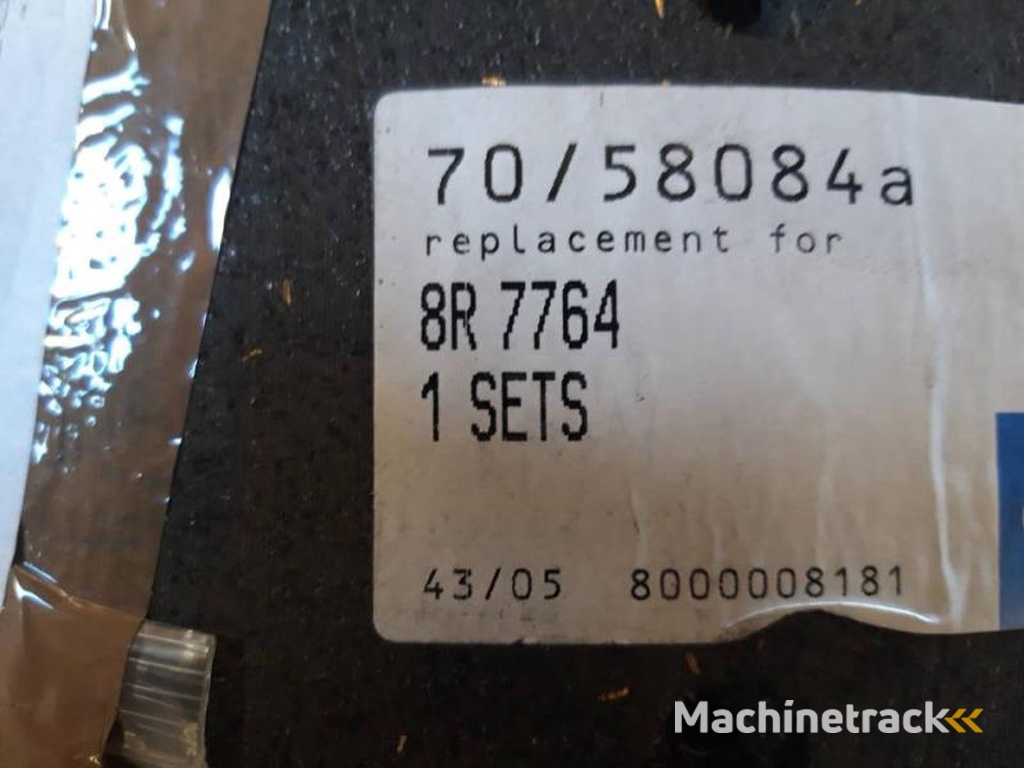 70/58084a
replacement for
8R 7764
1 SETS
43/05 8000008181
Machinetrack